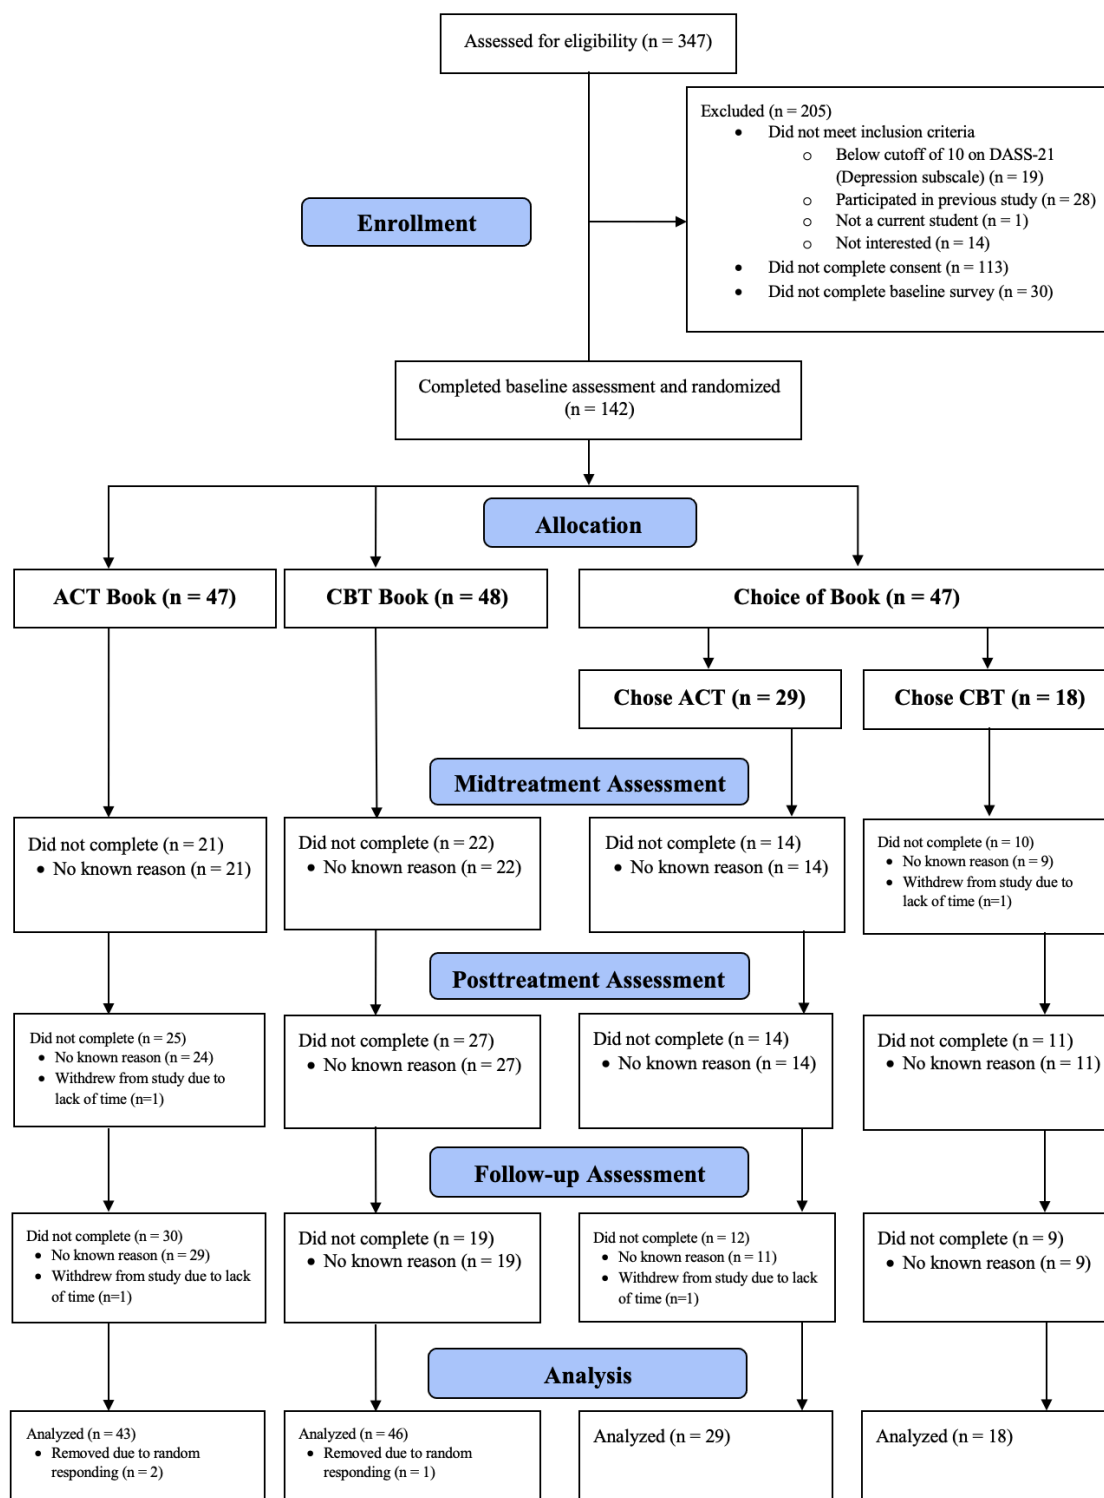 Assessed for eligibility (n = 347)
Excluded (n = 205)
• Did not meet inclusion criteria
o Below cutoff of 10 on DASS-21
(Depression subscale) (n = 19)
o Participated in previous study (n = 28)
o Not a current student (n = 1)
o Not interested (n = 14)
• Did not complete consent (n = 113)
• Did not complete baseline survey (n = 30)
Enrollment
Completed baseline assessment and randomized
(n = 142)
Allocation
ACT Book (n = 47)
CBT Book (n = 48)
Choice of Book (n = 47)
Chose ACT (n = 29)
Chose CBT (n = 18)
Midtreatment Assessment
Did not complete (n = 21)
• No known reason (n = 21)
Did not complete (n = 22)
• No known reason (n = 22)
Did not complete (n = 14)
• No known reason (n = 14)
Did not complete (n = 10)
• No known reason (n = 9)
• Withdrew from study due to
lack of time (n=1)
Posttreatment Assessment
Did not complete (n = 25)
• No known reason (n = 24)
• Withdrew from study due to
lack of time (n=1)
Did not complete (n = 27)
• No known reason (n = 27)
Did not complete (n = 14)
• No known reason (n = 14)
Did not complete (n = 11)
• No known reason (n = 11)
Follow-up Assessment
Did not complete (n = 30)
• No known reason (n = 29)
• Withdrew from study due to lack
of time (n=1)
Did not complete (n = 19)
• No known reason (n = 19)
Did not complete (n = 12)
• No known reason (n = 11)
• Withdrew from study due to lack
of time (n=1)
Did not complete (n = 9)
• No known reason (n = 9)
Analysis
Analyzed (n = 43)
• Removed due to random
responding (n = 2)
Analyzed (n = 46)
• Removed due to random
responding (n = 1)
Analyzed (n = 29)
Analyzed (n = 18)